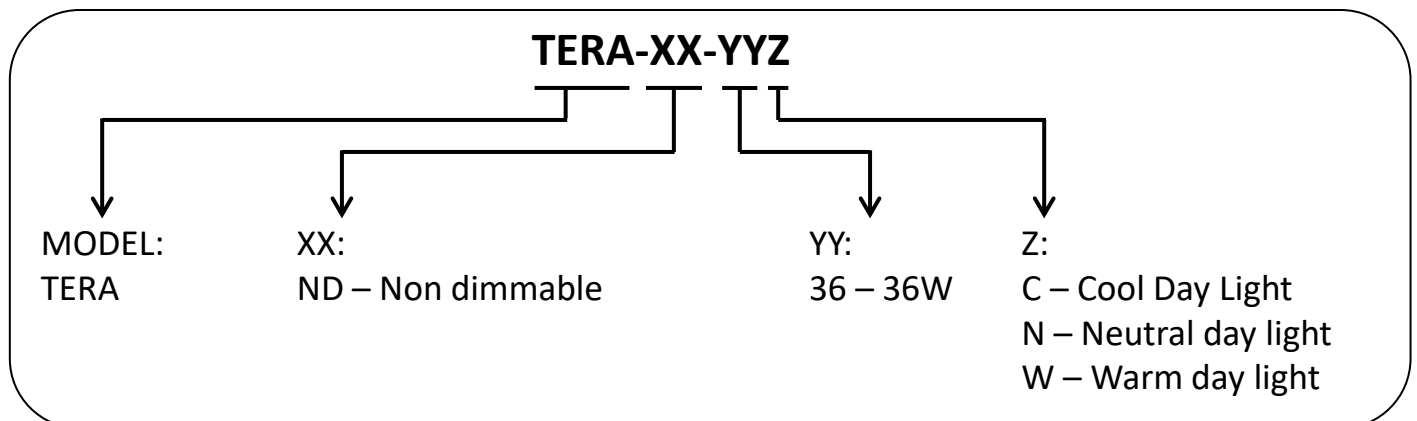 TERA-XX-YYZ
MODEL:
TERA
XX:
ND – Non dimmable
YY:
36 – 36W
Z:
C – Cool Day Light
N – Neutral day light
W – Warm day light